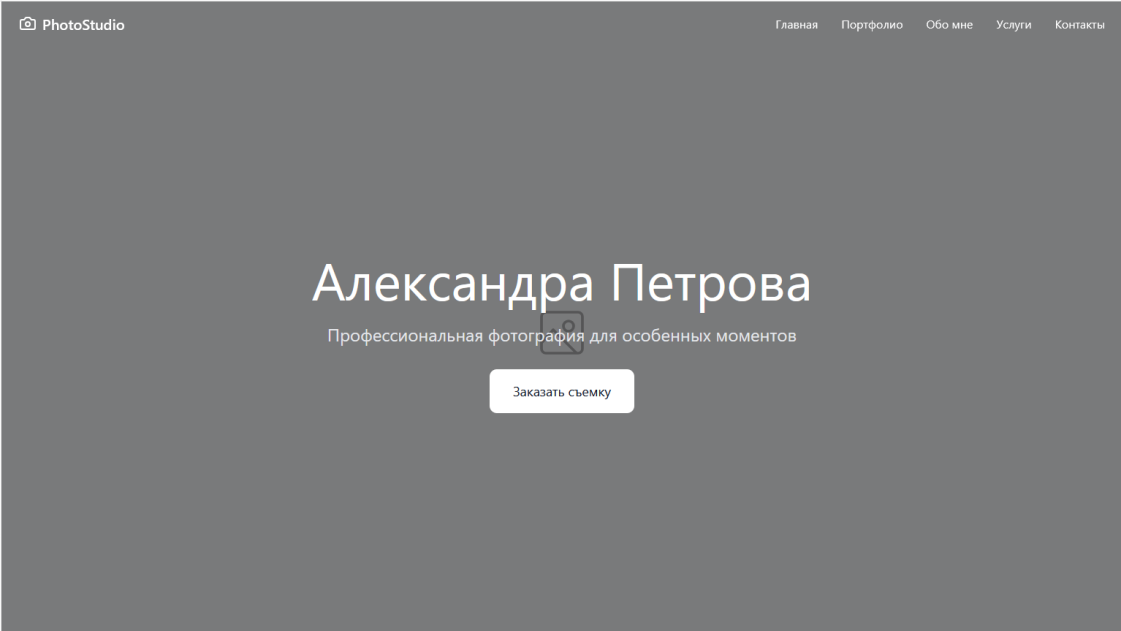 PhotoStudio
Главная Портфолио Обо мне Услуги Контакты
Александра Петрова
Профессиональная фотография для особенных моментов
Заказать съемку